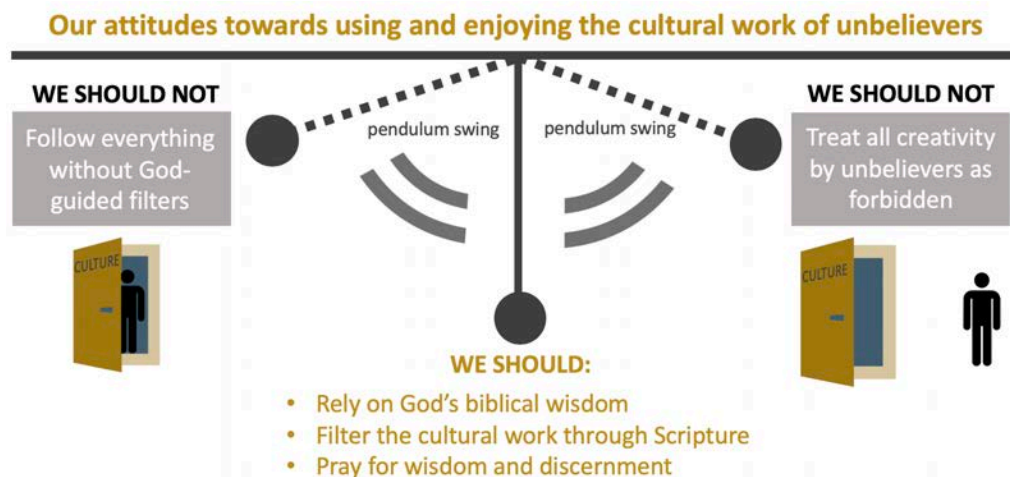 Our attitudes towards using and enjoying the cultural work of unbelievers
WE SHOULD NOT
Follow everything
without God-
guided filters
CULTURE
pendulum swing
pendulum swing
WE SHOULD NOT
Treat all creativity
by unbelievers as
forbidden
CULTURE
WE SHOULD:
• Rely on God's biblical wisdom
• Filter the cultural work through Scripture
• Pray for wisdom and discernment